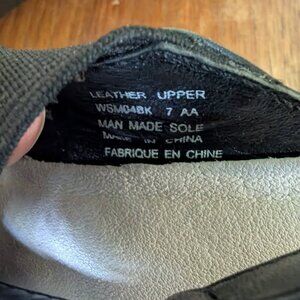 LEATHER UPPER
WSM04BK 7 AA
MAN MADE SOLE
MADE IN CHINA
FABRIQUE EN CHINE